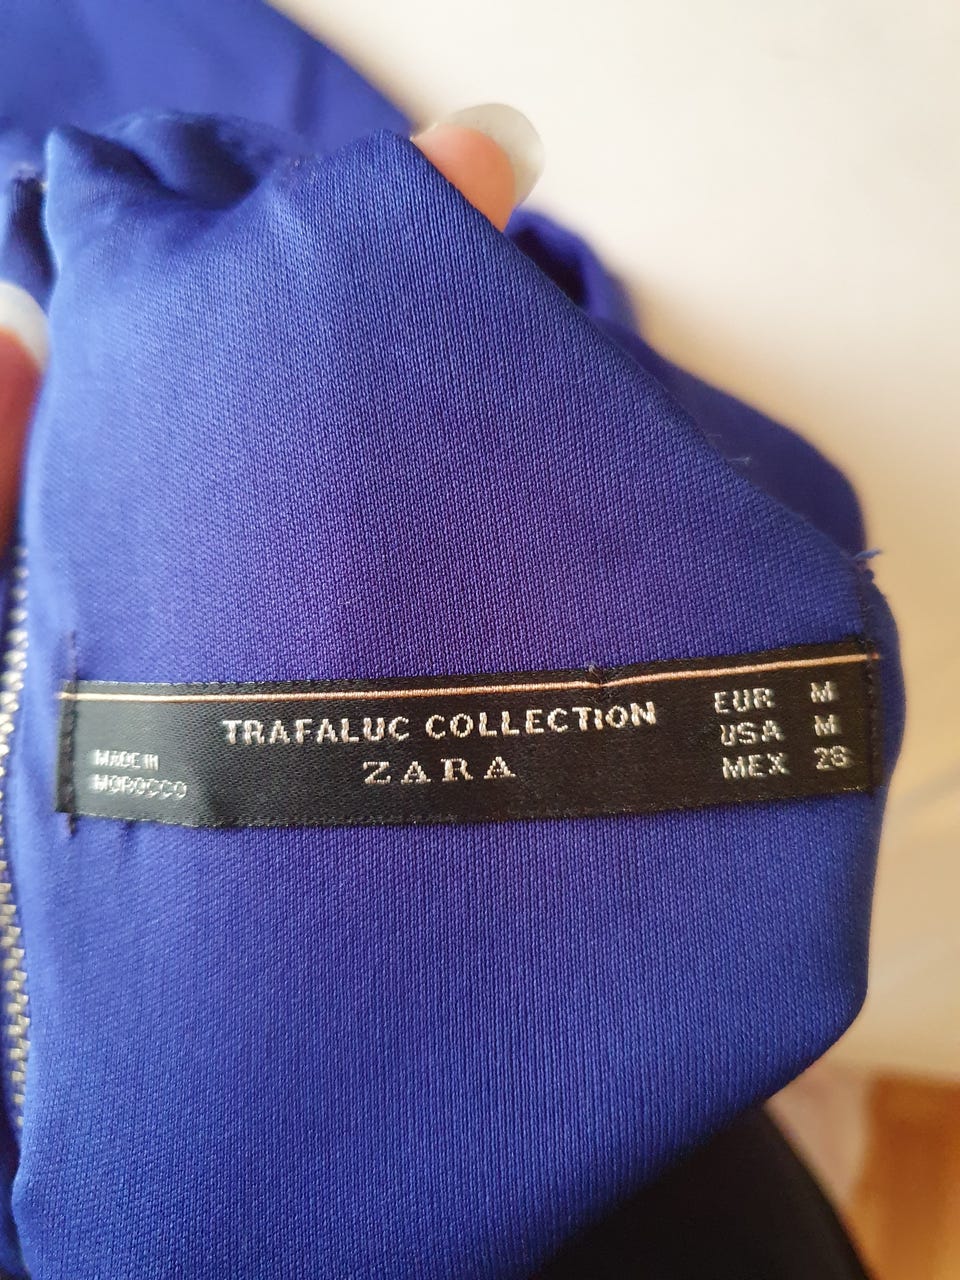 TRAFALUC COLLECTION
ZARA
MADE IN
MOROCCO
EUR M
USA M
MEX 28